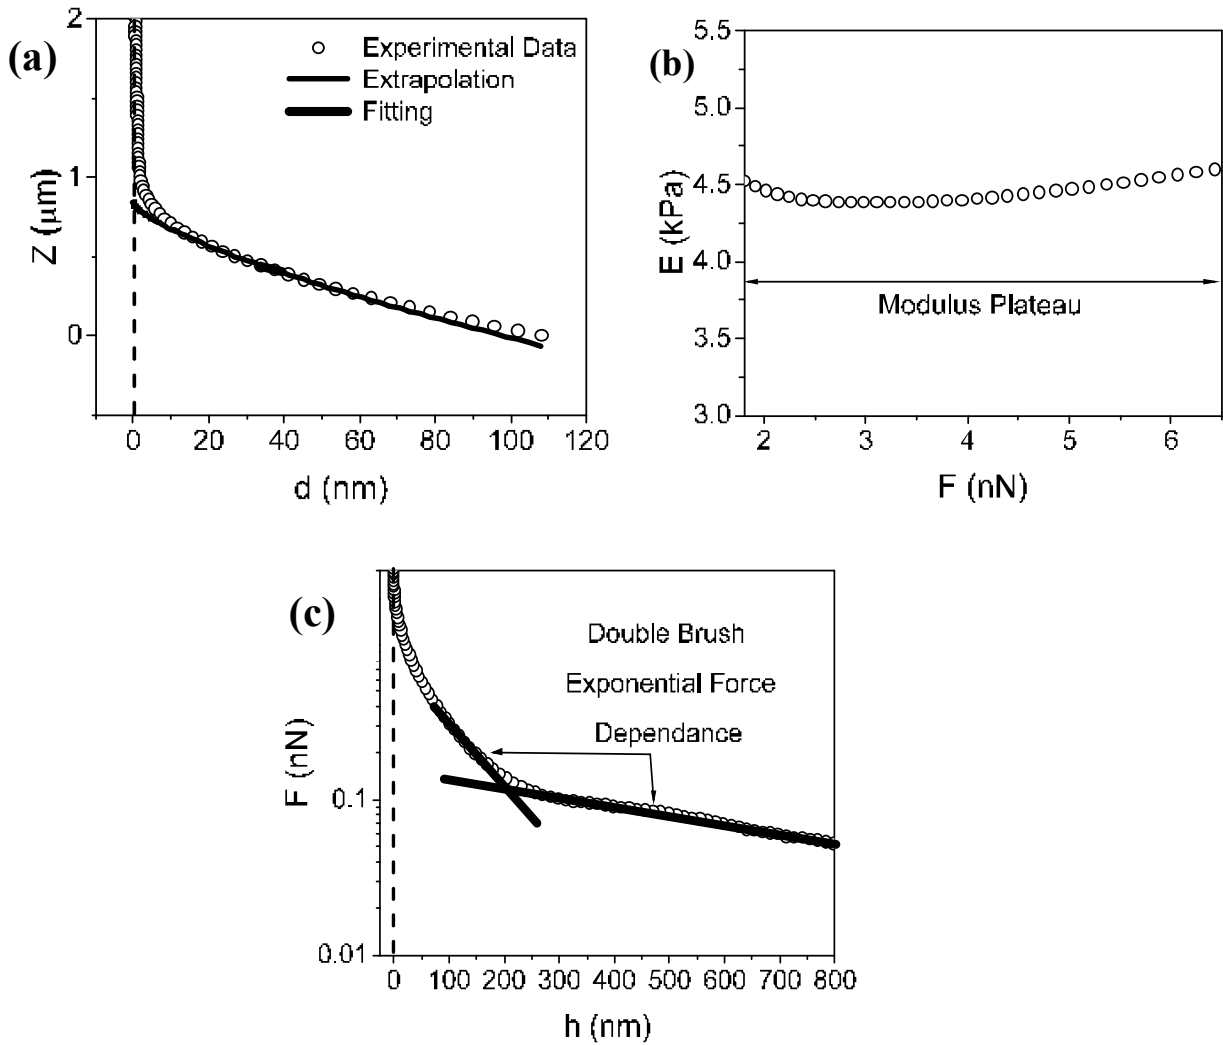 (a)
2
1
0
Z (μm)
Experimental Data
Extrapolation
Fitting
0 20 40 60 80 100 120
d (nm)
(b)
5.5
5.0
4.5
4.0
3.5
3.0
E (kPa)
Modulus Plateau
2 3 4 5 6
F (nN)
(c)
Double Brush
Exponential Force
Dependance
F (nN)
0.1
0.01
0 100 200 300 400 500 600 700 800
h (nm)